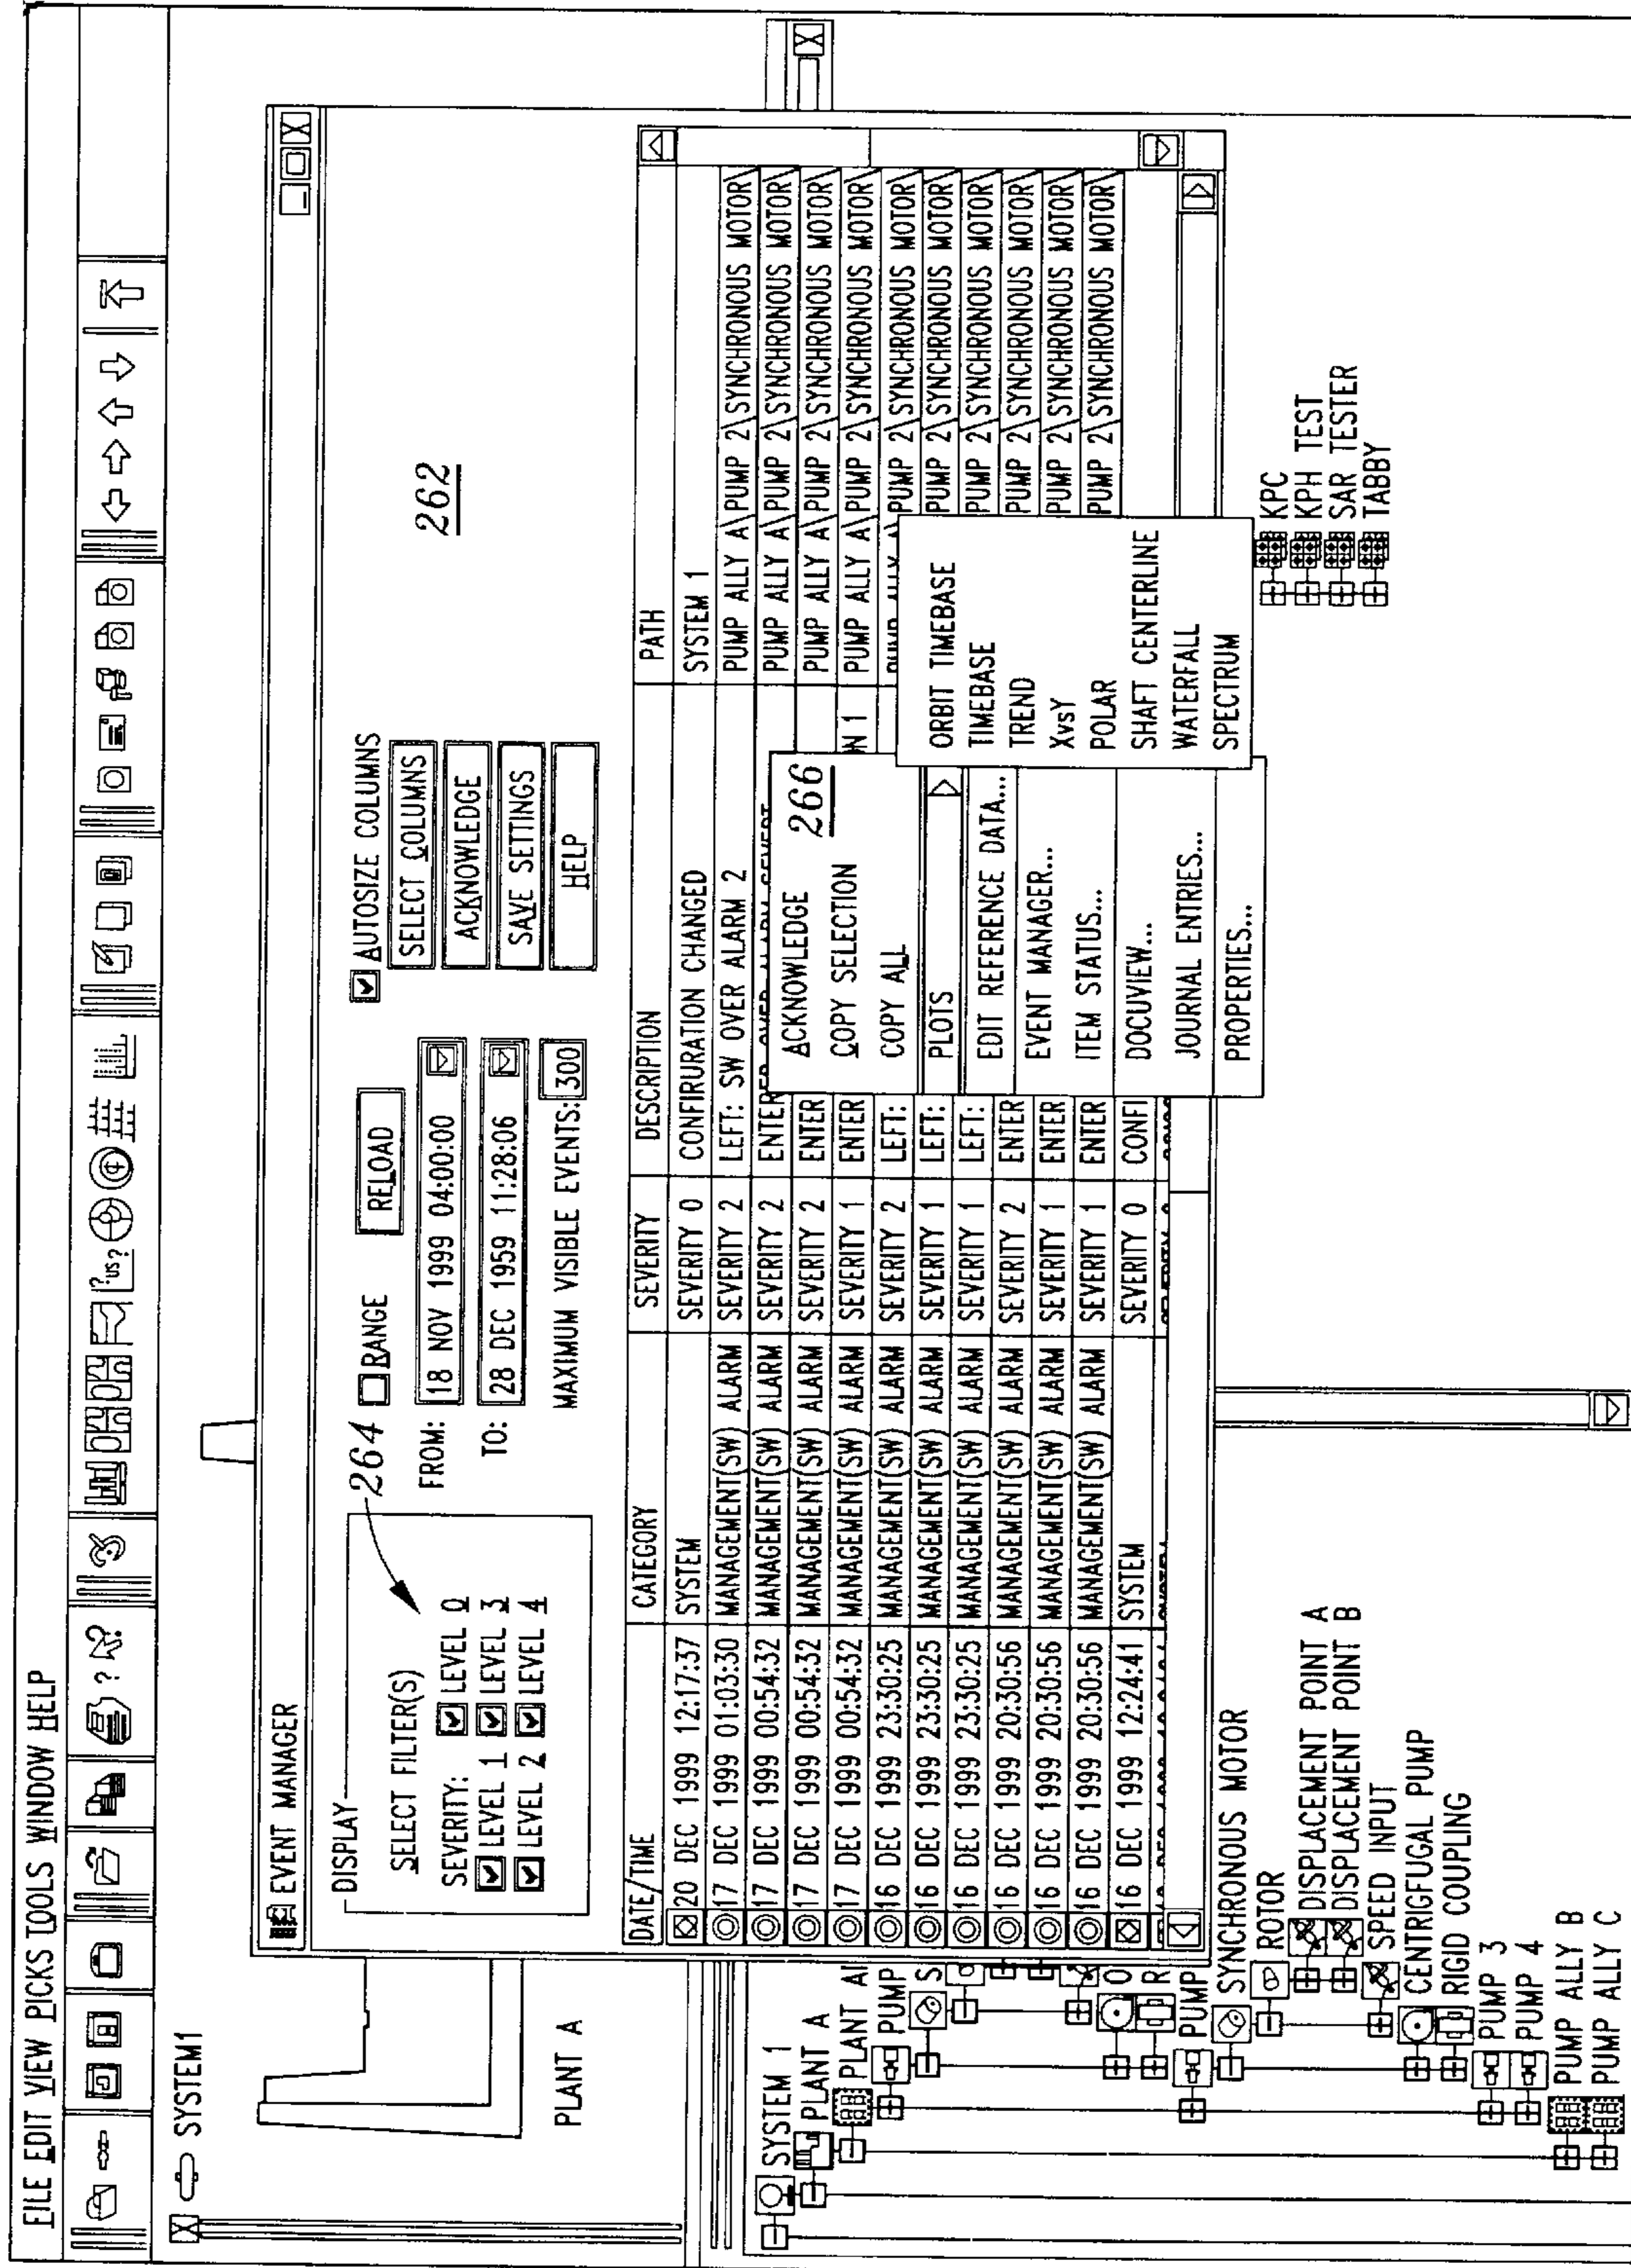 FILE EDIT VIEW PICKS TOOLS WINDOW HELP
?
?us?
SYSTEM1
PLANT A
EVENT MANAGER
DISPLAY
SELECT FILTER(S)
SEVERITY: LEVEL 0
LEVEL 1 LEVEL 3
LEVEL 2 LEVEL 4
264
RANGE
RELOAD
FROM: 18 NOV 1999 04:00:00
TO: 28 DEC 1959 11:28:06
MAXIMUM VISIBLE EVENTS: 300
AUTOSIZE COLUMNS
SELECT COLUMNS
ACKNOWLEDGE
SAVE SETTINGS
HELP
262
DATE/TIME CATEGORY SEVERITY DESCRIPTION PATH
20 DEC 1999 12:17:37 SYSTEM SEVERITY 0 CONFIRURATION CHANGED SYSTEM 1
17 DEC 1999 01:03:30 MANAGEMENT(SW) ALARM SEVERITY 2 LEFT: SW OVER ALARM 2 PUMP ALLY A\PUMP 2\SYNCHRONOUS MOTOR\
17 DEC 1999 00:54:32 MANAGEMENT(SW) ALARM SEVERITY 2 ENTERED OVER ALARM PUMP ALLY A\PUMP 2\SYNCHRONOUS MOTOR\
17 DEC 1999 00:54:32 MANAGEMENT(SW) ALARM SEVERITY 2 ENTER PUMP ALLY A\PUMP 2\SYNCHRONOUS MOTOR\
17 DEC 1999 00:54:32 MANAGEMENT(SW) ALARM SEVERITY 1 ENTER N 1 PUMP ALLY A\PUMP 2\SYNCHRONOUS MOTOR\
16 DEC 1999 23:30:25 MANAGEMENT(SW) ALARM SEVERITY 2 LEFT: PUMP ALLY A\PUMP 2\SYNCHRONOUS MOTOR\
16 DEC 1999 23:30:25 MANAGEMENT(SW) ALARM SEVERITY 1 LEFT: PUMP 2\SYNCHRONOUS MOTOR\
16 DEC 1999 23:30:25 MANAGEMENT(SW) ALARM SEVERITY 1 LEFT: PUMP 2\SYNCHRONOUS MOTOR\
16 DEC 1999 20:30:56 MANAGEMENT(SW) ALARM SEVERITY 2 ENTER PUMP 2\SYNCHRONOUS MOTOR\
16 DEC 1999 20:30:56 MANAGEMENT(SW) ALARM SEVERITY 1 ENTER PUMP 2\SYNCHRONOUS MOTOR\
16 DEC 1999 20:30:56 MANAGEMENT(SW) ALARM SEVERITY 1 ENTER PUMP 2\SYNCHRONOUS MOTOR\
16 DEC 1999 12:24:41 SYSTEM SEVERITY 0 CONFI
266
ACKNOWLEDGE
COPY SELECTION
COPY ALL
PLOTS
EDIT REFERENCE DATA...
EVENT MANAGER...
ITEM STATUS...
DOCUVIEW...
JOURNAL ENTRIES...
PROPERTIES...
ORBIT TIMEBASE
TIMEBASE
TREND
XvsY
POLAR
SHAFT CENTERLINE
WATERFALL
SPECTRUM
KPC
KPH TEST
SAR TESTER
TABBY
SYSTEM 1
PLANT A
PLANT AI
PUMP
S
O
R
PUMP
SYNCHRONOUS MOTOR
ROTOR
DISPLACEMENT POINT A
DISPLACEMENT POINT B
SPEED INPUT
CENTRIGFUGAL PUMP
RIGID COUPLING
PUMP 3
PUMP 4
PUMP ALLY B
PUMP ALLY C